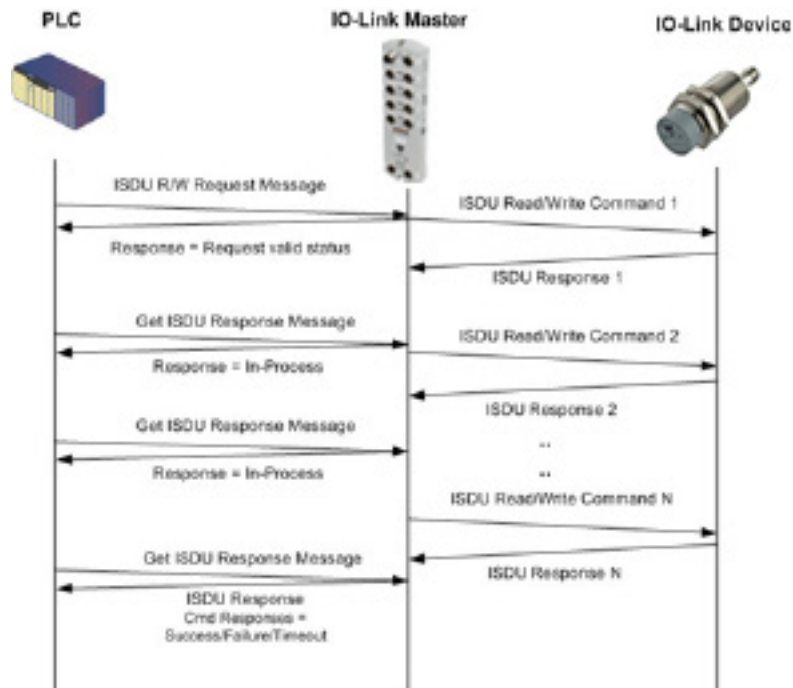 PLC
IO-Link Master
IO-Link Device
ISDU R/W Request Message
ISDU Read/Write Command 1
Response = Request valid status
ISDU Response 1
Get ISDU Response Message
ISDU Read/Write Command 2
Response = In-Process
ISDU Response 2
Get ISDU Response Message
..
Response = In-Process
..
ISDU Read/Write Command N
Get ISDU Response Message
ISDU Response N
ISDU Response
Cmd Responses =
Success/Failure/Timeout